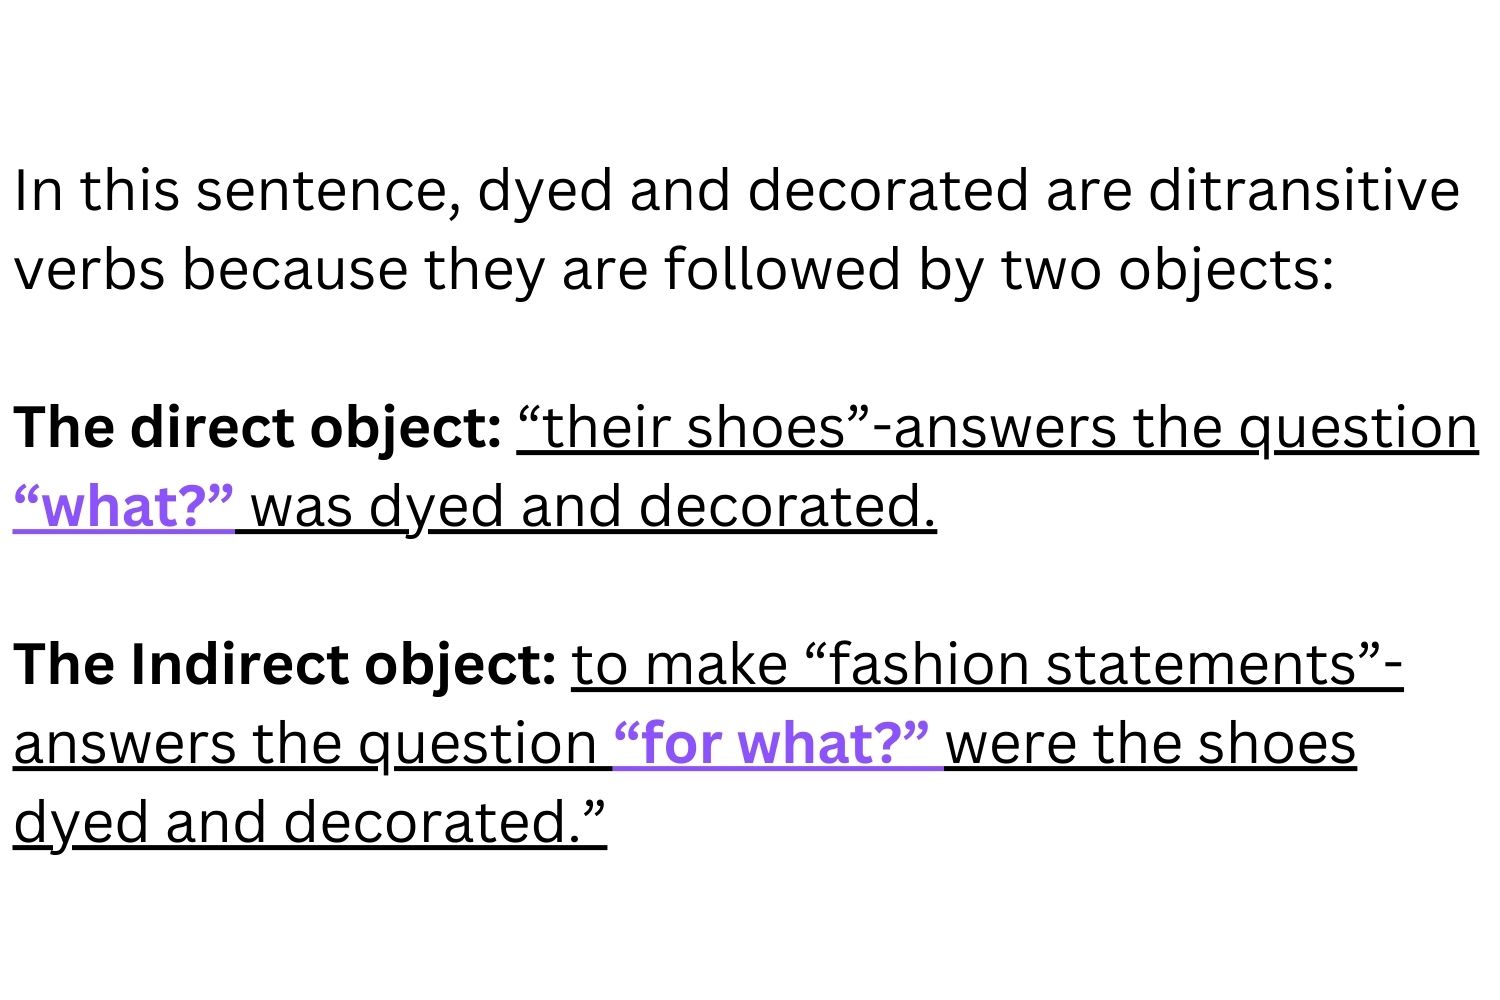 In this sentence, dyed and decorated are ditransitive
verbs because they are followed by two objects:
The direct object: “their shoes”-answers the question
“what?” was dyed and decorated.
The Indirect object: to make “fashion statements”-
answers the question “for what?” were the shoes
dyed and decorated.”